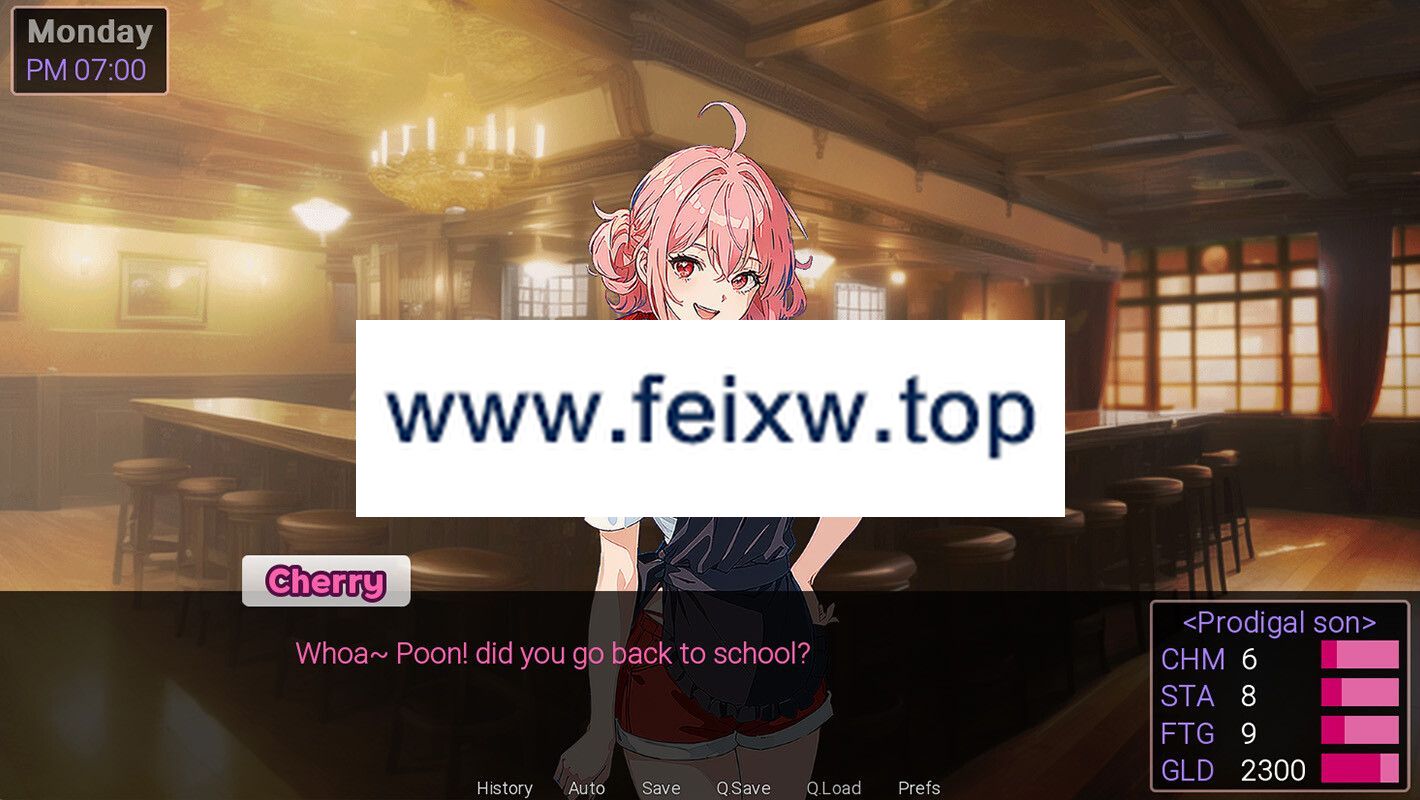 Monday
PM 07:00
www.feixw.top
Cherry
Whoa~ Poon! did you go back to school?
<Prodigal son>
CHM 6
STA 8
FTG 9
GLD 2300
History Auto Save Q.Save Q.Load Prefs